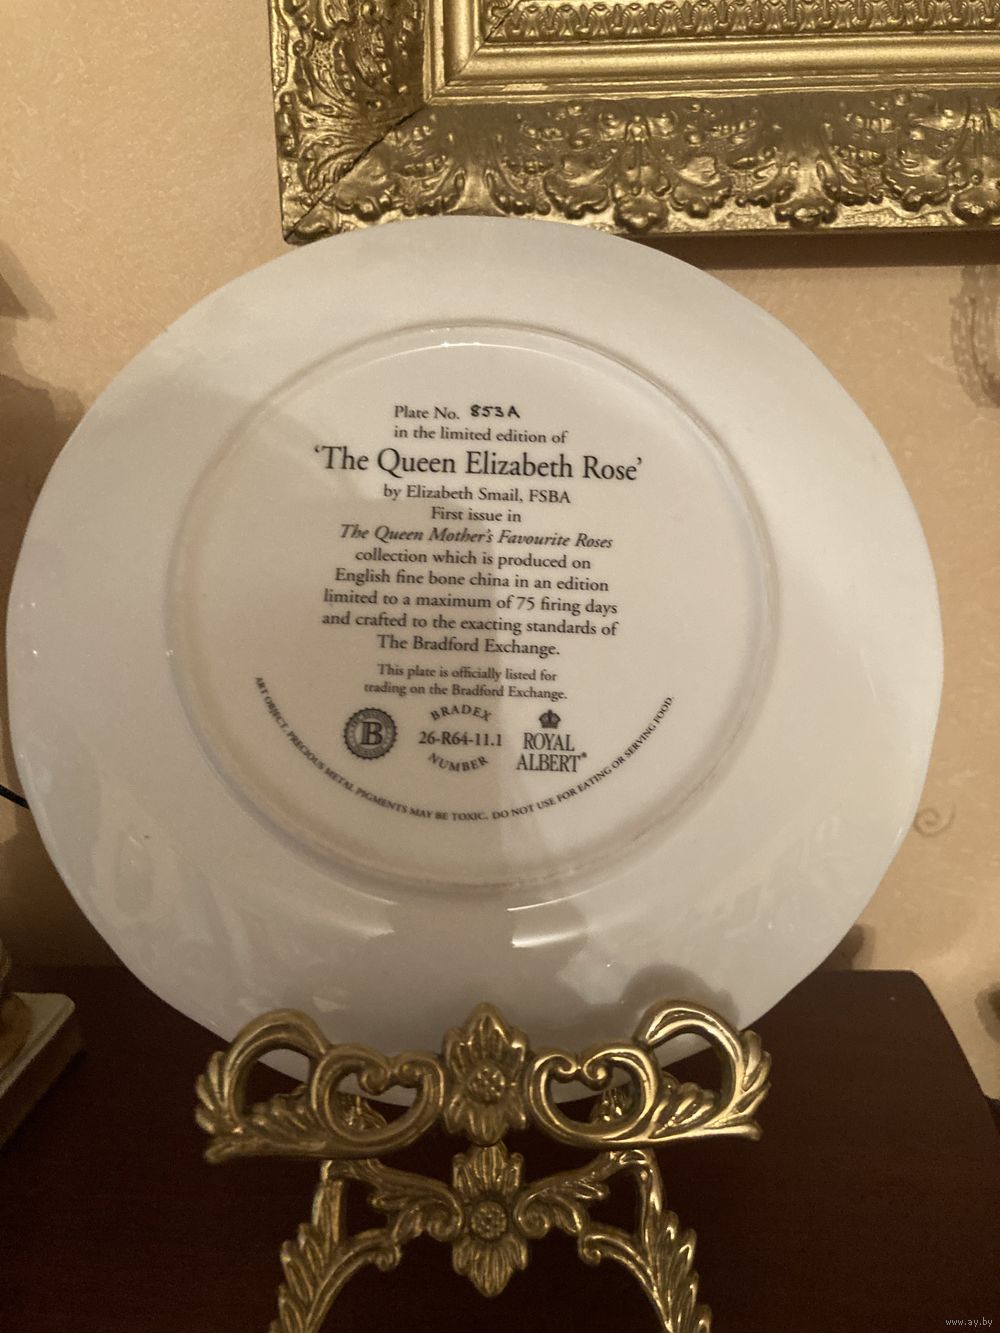 Plate No. 853A
in the limited edition of
‘The Queen Elizabeth Rose’
by Elizabeth Smail, FSBA
First issue in
The Queen Mother's Favourite Roses
collection which is produced on
English fine bone china in an edition
limited to a maximum of 75 firing days
and crafted to the exacting standards of
The Bradford Exchange.
This plate is officially listed for
trading on the Bradford Exchange.
BRADEX
26-R64-11.1
NUMBER
B
ROYAL
ALBERT®
ART OBJECT. PRECIOUS METAL PIGMENTS MAY BE TOXIC. DO NOT USE FOR EATING OR SERVING FOOD.
www.ay.by